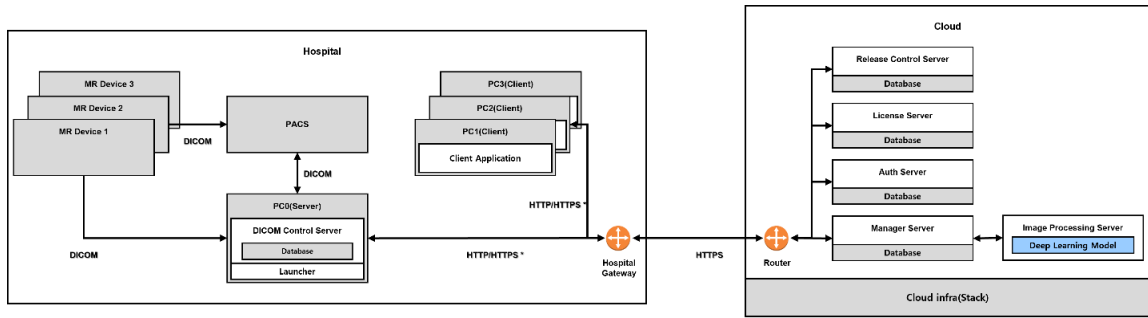 Hospital
MR Device 3
MR Device 2
MR Device 1
DICOM
PACS
DICOM
PC0(Server)
DICOM Control Server
Database
Launcher
DICOM
PC3(Client)
PC2(Client)
PC1(Client)
Client Application
HTTP/HTTPS *
HTTP/HTTPS *
Hospital
Gateway
HTTPS
Cloud
Router
Release Control Server
Database
License Server
Database
Auth Server
Database
Manager Server
Database
Image Processing Server
Deep Learning Model
Cloud infra(Stack)